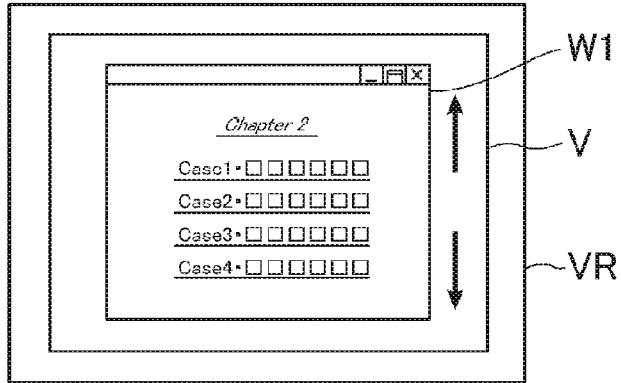 W1
Chapter 2
Case1・□□□□□□
V
Case2・□□□□□□
Case3・□□□□□□
VR
Case4・□□□□□□